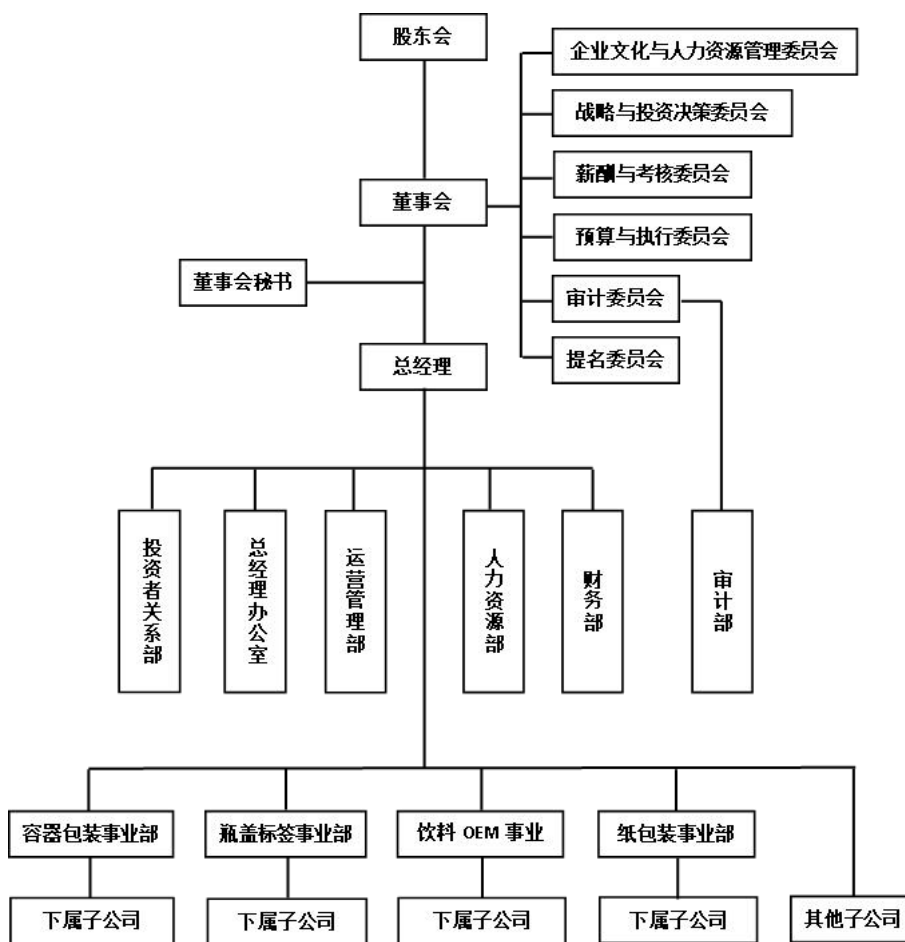 股东会
企业文化与人力资源管理委员会
战略与投资决策委员会
薪酬与考核委员会
董事会
预算与执行委员会
董事会秘书
审计委员会
总经理
提名委员会
投资者关系部
总经理办公室
运营管理部
人力资源部
财务部
审计部
容器包装事业部
瓶盖标签事业部
饮料 OEM 事业
纸包装事业部
下属子公司
下属子公司
下属子公司
下属子公司
其他子公司